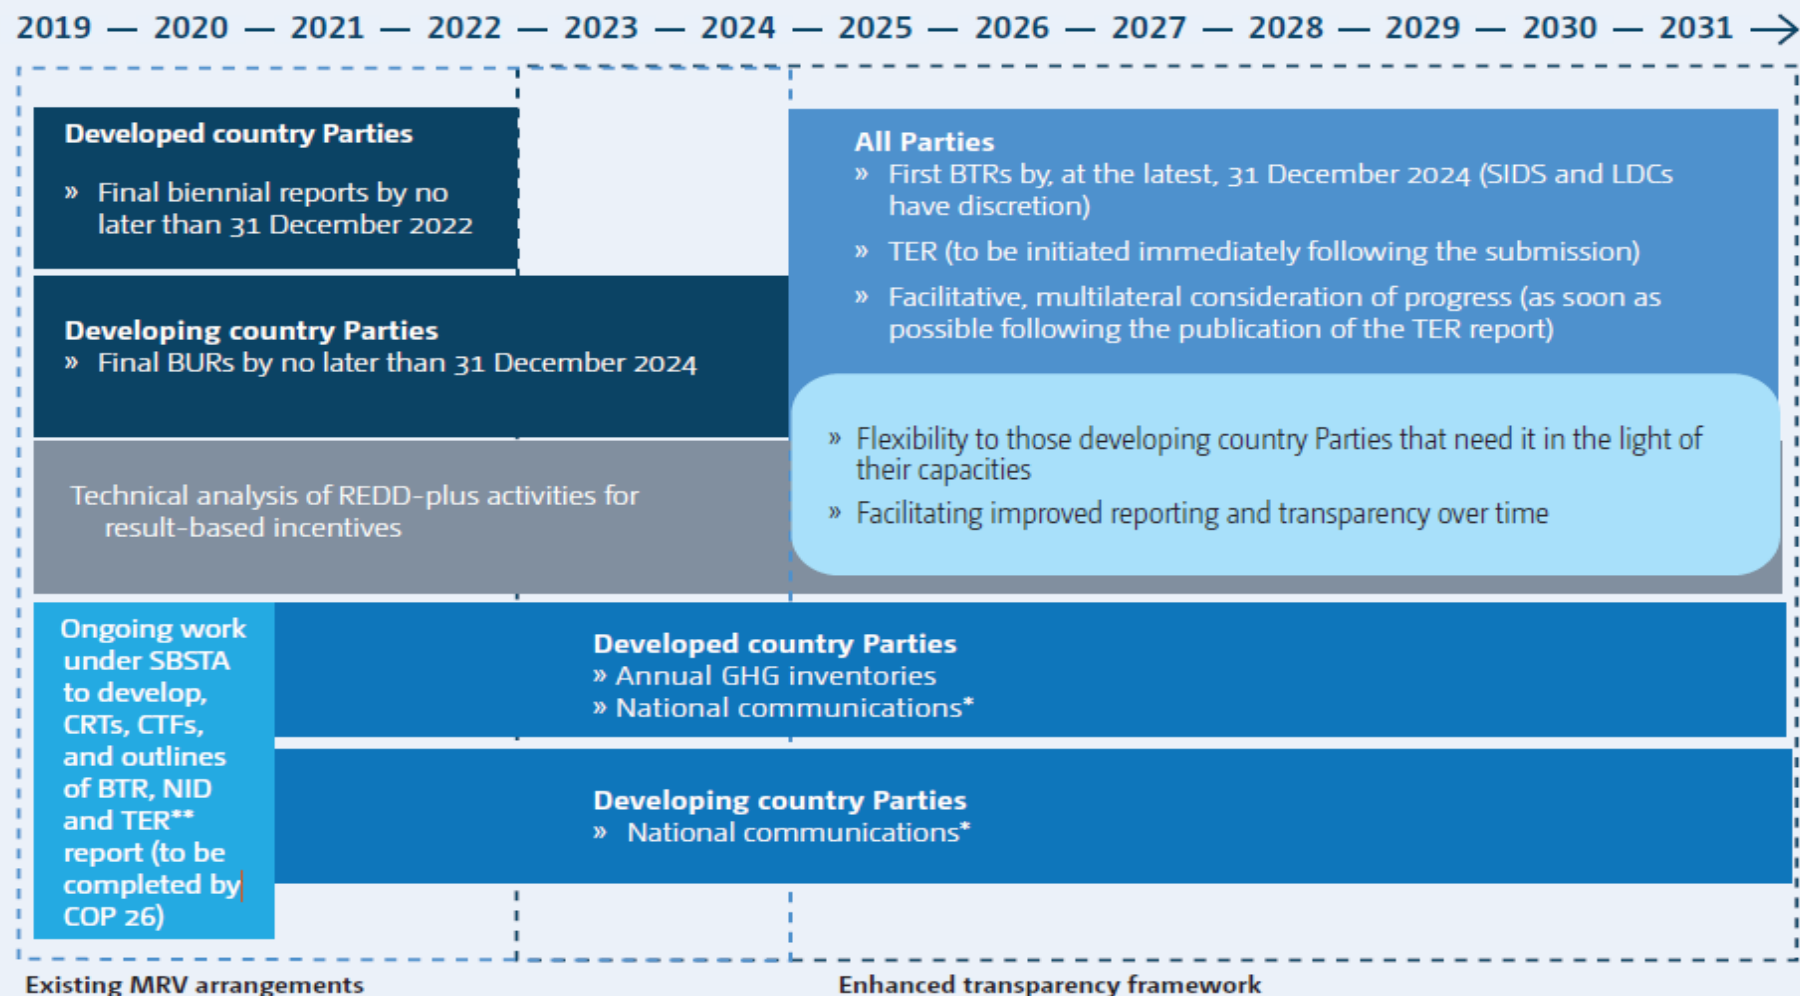 2019 — 2020 — 2021 — 2022 — 2023 — 2024 — 2025 — 2026 — 2027 — 2028 — 2029 — 2030 — 2031
Developed country Parties
» Final biennial reports by no
later than 31 December 2022
Developing country Parties
» Final BURs by no later than 31 December 2024
All Parties
» First BTRs by, at the latest, 31 December 2024 (SIDS and LDCs
have discretion)
» TER (to be initiated immediately following the submission)
» Facilitative, multilateral consideration of progress (as soon as
possible following the publication of the TER report)
» Flexibility to those developing country Parties that need it in the light of
their capacities
» Facilitating improved reporting and transparency over time
Technical analysis of REDD-plus activities for
result-based incentives
Ongoing work
under SBSTA
to develop,
CRTs, CTFs,
and outlines
of BTR, NID
and TER**
report (to be
completed by
COP 26)
Developed country Parties
» Annual GHG inventories
» National communications*
Developing country Parties
» National communications*
Existing MRV arrangements
Enhanced transparency framework